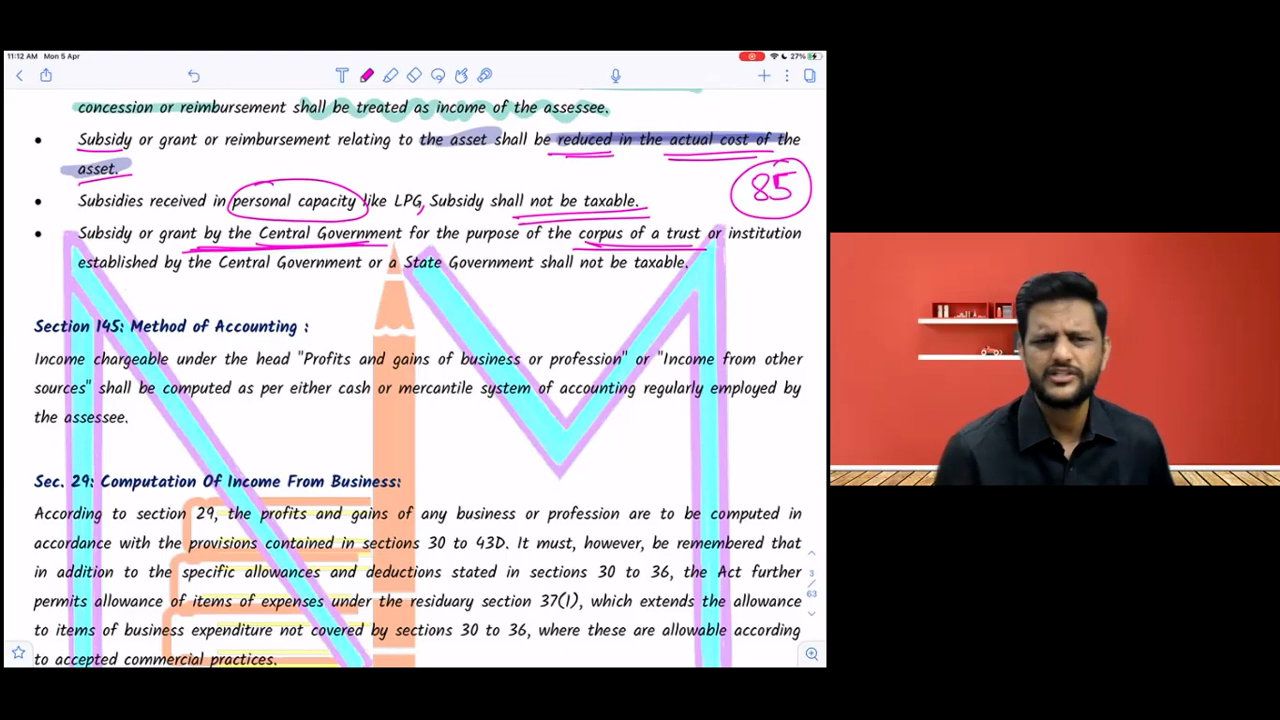 11:12 AM Mon 5 Apr
27%
concession or reimbursement shall be treated as income of the assessee.
• Subsidy or grant or reimbursement relating to the asset shall be reduced in the actual cost of the
asset.
85
• Subsidies received in personal capacity like LPG, Subsidy shall not be taxable.
• Subsidy or grant by the Central Government for the purpose of the corpus of a trust or institution
established by the Central Government or a State Government shall not be taxable.
Section 145: Method of Accounting :
Income chargeable under the head "Profits and gains of business or profession" or "Income from other
sources" shall be computed as per either cash or mercantile system of accounting regularly employed by
the assessee.
Sec. 29: Computation Of Income From Business:
According to section 29, the profits and gains of any business or profession are to be computed in
accordance with the provisions contained in sections 30 to 43D. It must, however, be remembered that
in addition to the specific allowances and deductions stated in sections 30 to 36, the Act further
permits allowance of items of expenses under the residuary section 37(1), which extends the allowance
to items of business expenditure not covered by sections 30 to 36, where these are allowable according
to accepted commercial practices.
3
/
63